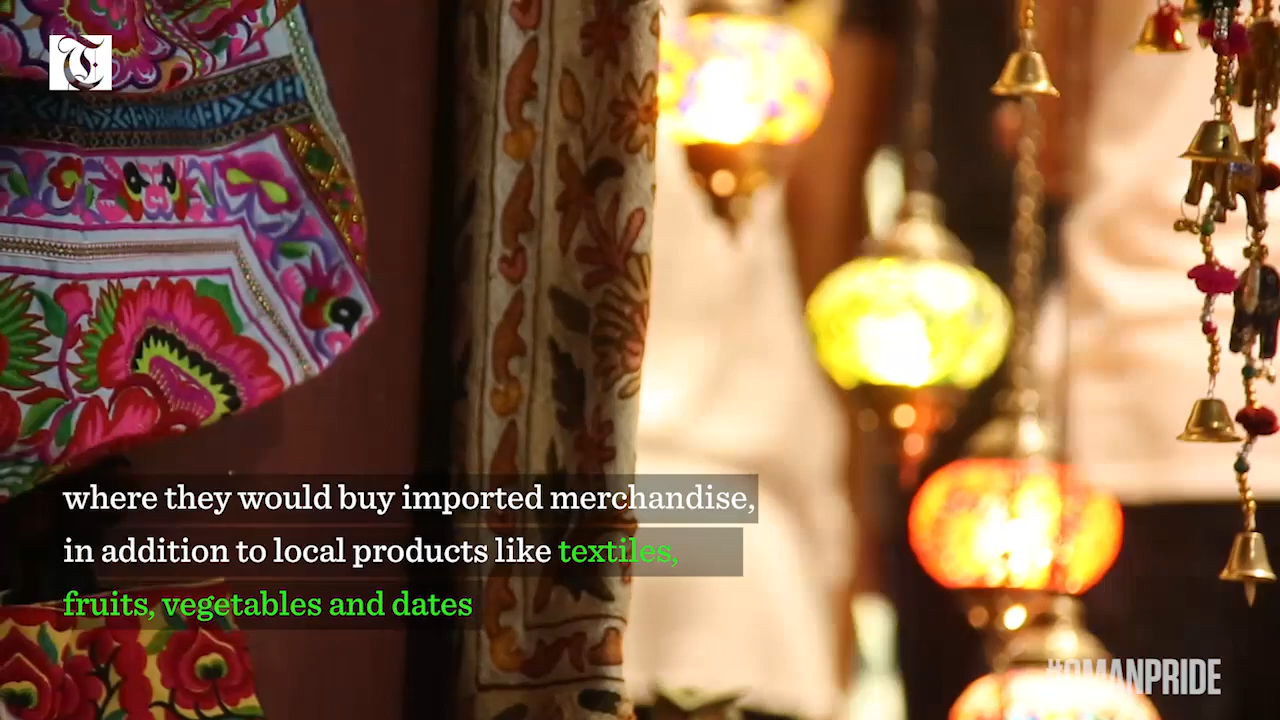 T
where they would buy imported merchandise,
in addition to local products like textiles,
fruits, vegetables and dates
#OMANPRIDE